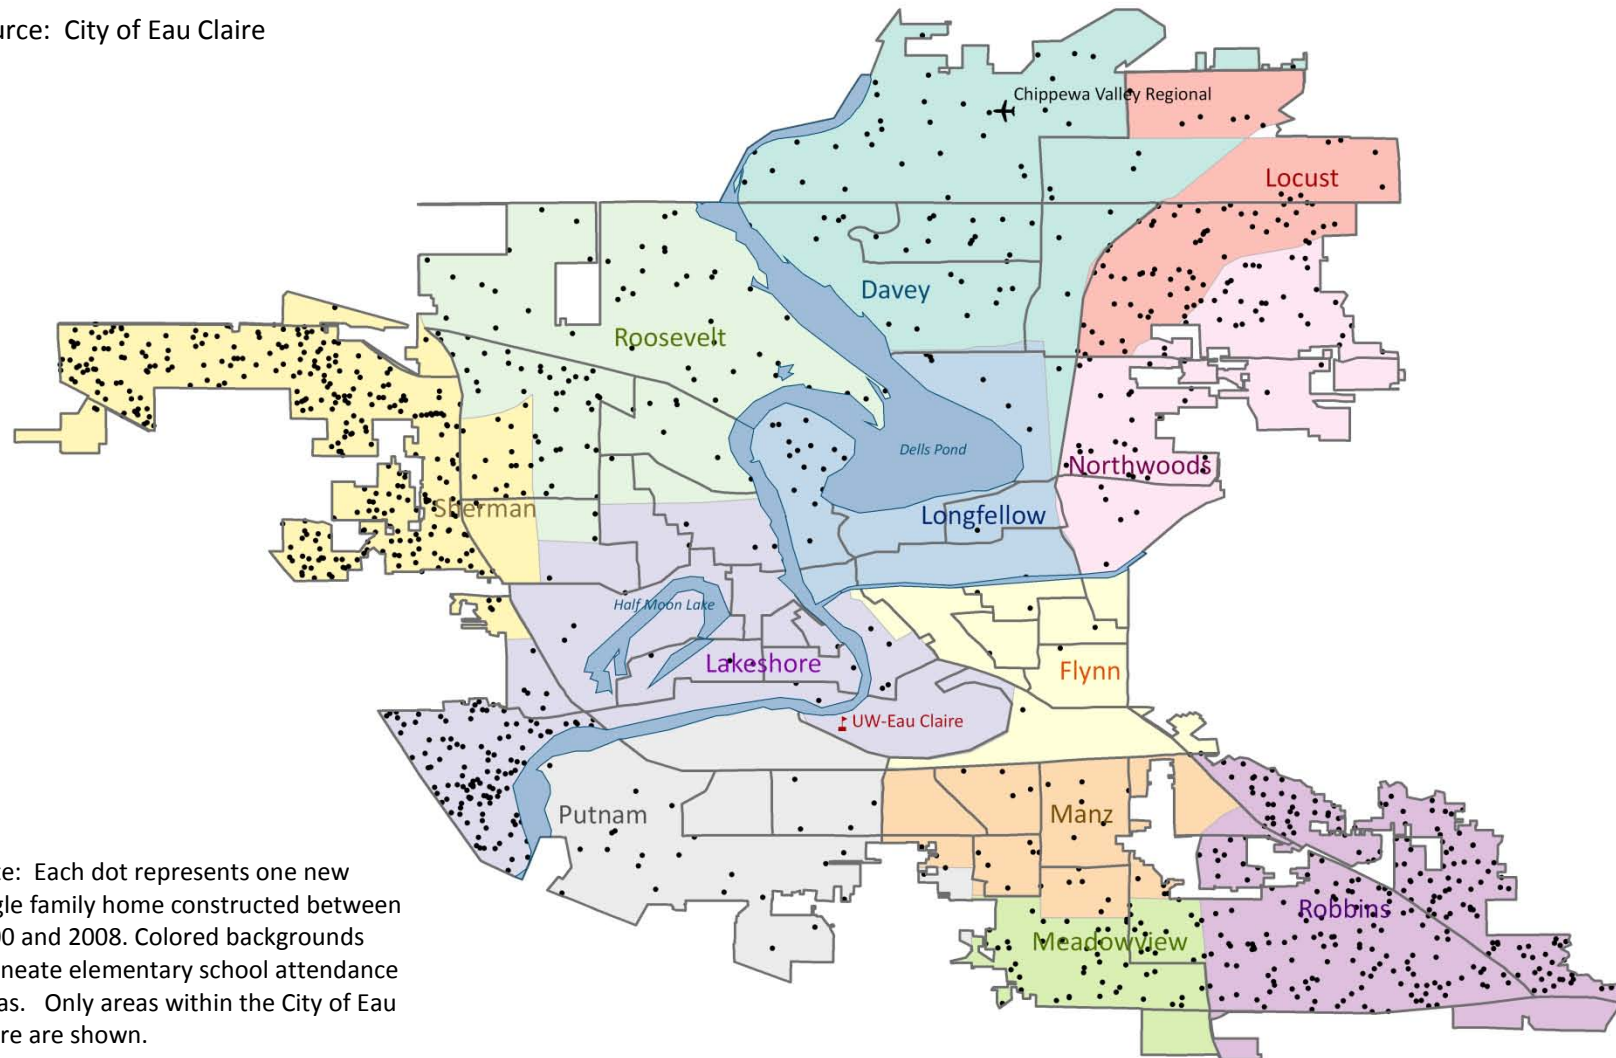 urce: City of Eau Claire
Chippewa Valley Regional
Locust
Davey
Roosevelt
Dells Pond
Northwoods
Sherman
Longfellow
Half Moon Lake
Lakeshore
Flynn
UW-Eau Claire
Putnam
Manz
Robbins
Meadowview
te: Each dot represents one new
gle family home constructed between
00 and 2008. Colored backgrounds
neate elementary school attendance
as. Only areas within the City of Eau
re are shown.